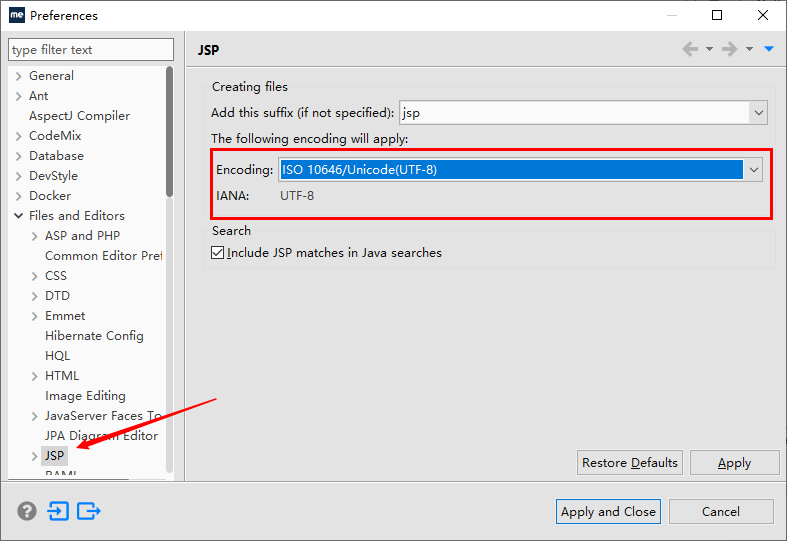 me Preferences
type filter text
General
Ant
AspectJ Compiler
CodeMix
Database
DevStyle
Docker
Files and Editors
ASP and PHP
Common Editor Pref
CSS
DTD
Emmet
Hibernate Config
HQL
HTML
Image Editing
JavaServer Faces To
JPA Diagram Editor
JSP
JSP
Creating files
Add this suffix (if not specified): jsp
The following encoding will apply:
Encoding: ISO 10646/Unicode(UTF-8)
IANA: UTF-8
Search
Include JSP matches in Java searches
Restore Defaults Apply
? Apply and Close Cancel